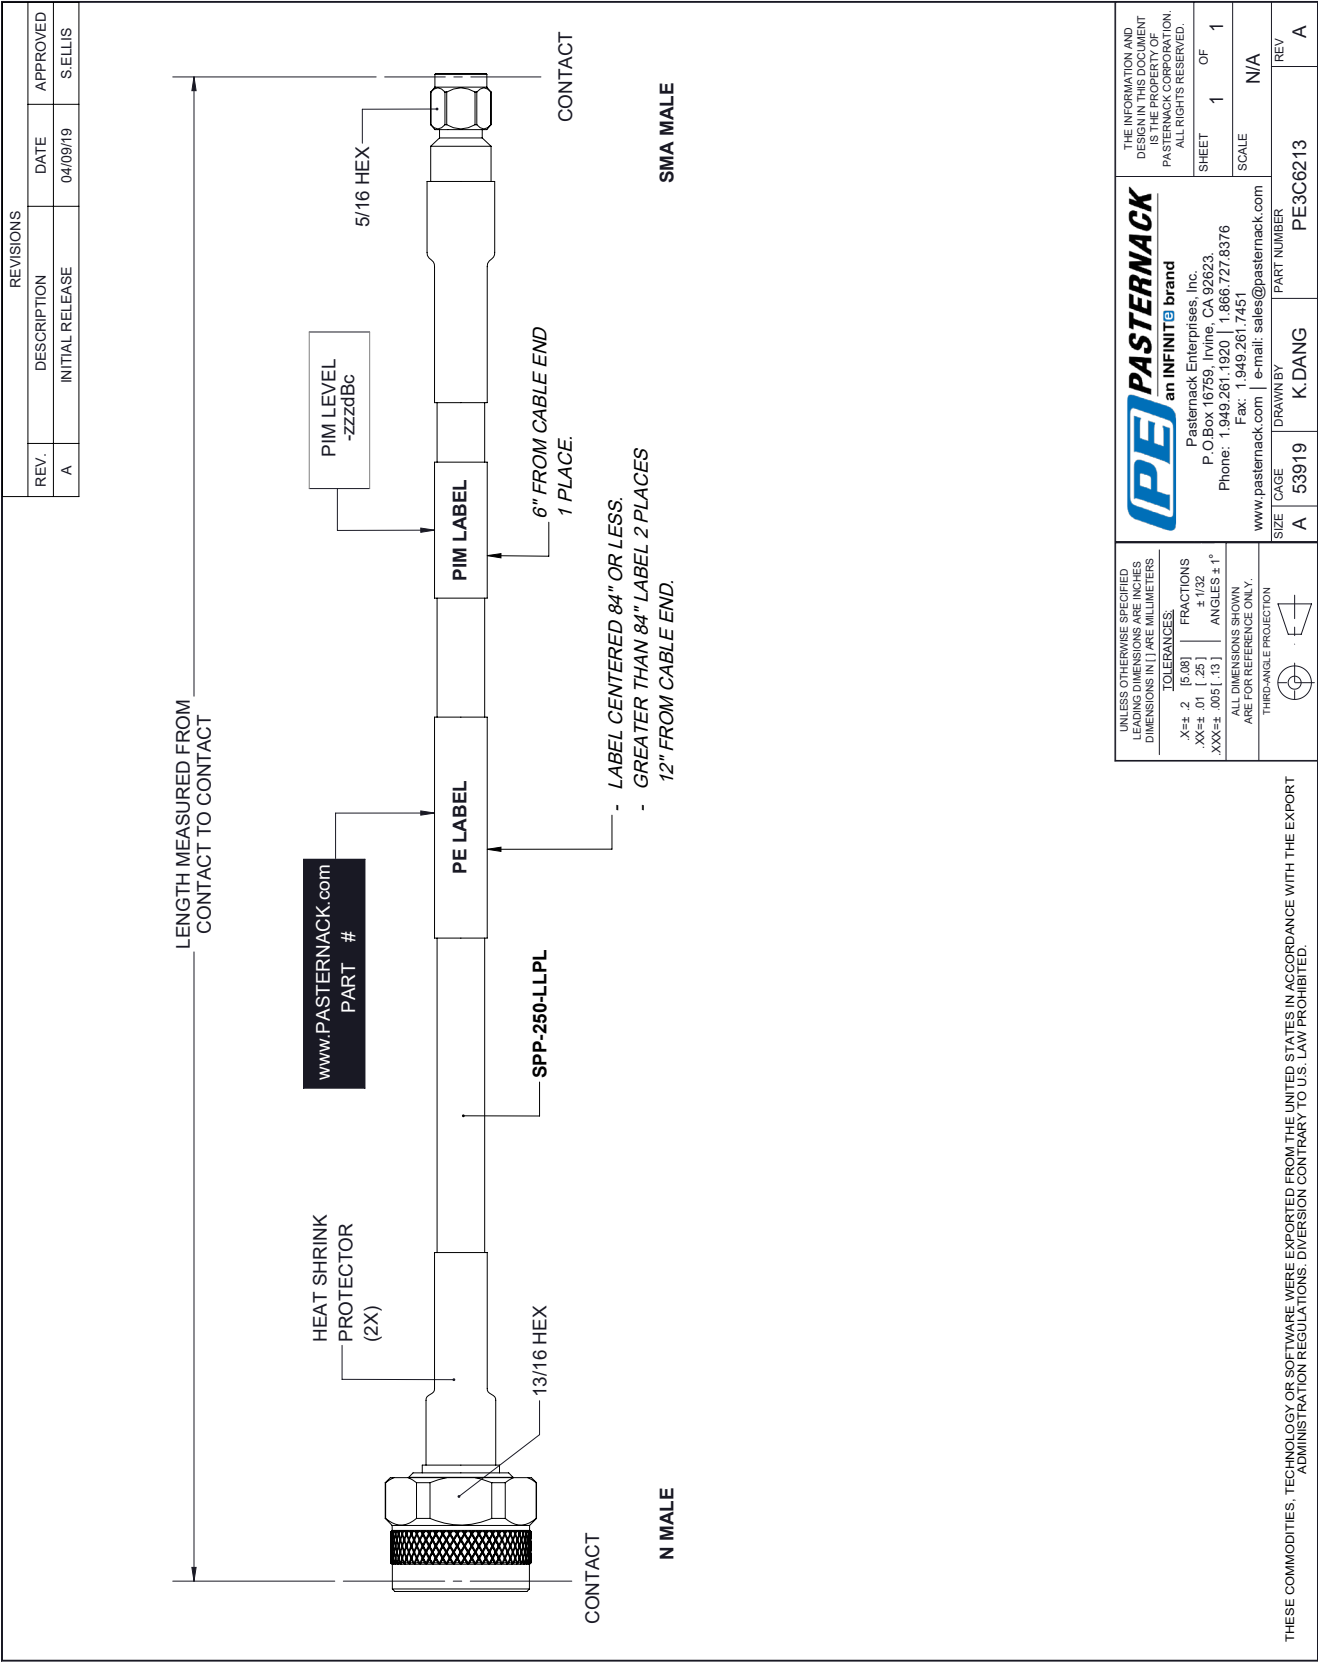 REVISIONS
REV. DESCRIPTION DATE APPROVED
A INITIAL RELEASE 04/09/19 S.ELLIS
LENGTH MEASURED FROM
CONTACT TO CONTACT
HEAT SHRINK
PROTECTOR
(2X)
www.PASTERNACK.com
PART #
PIM LEVEL
-zzzdBc
5/16 HEX
PE LABEL
PIM LABEL
13/16 HEX
SPP-250-LLPL
6" FROM CABLE END
1 PLACE.
- LABEL CENTERED 84" OR LESS.
- GREATER THAN 84" LABEL 2 PLACES
12" FROM CABLE END.
CONTACT
CONTACT
N MALE
SMA MALE
THESE COMMODITIES, TECHNOLOGY OR SOFTWARE WERE EXPORTED FROM THE UNITED STATES IN ACCORDANCE WITH THE EXPORT
ADMINISTRATION REGULATIONS. DIVERSION CONTRARY TO U.S. LAW PROHIBITED.
UNLESS OTHERWISE SPECIFIED
LEADING DIMENSIONS ARE INCHES
DIMENSIONS IN [ ] ARE MILLIMETERS
TOLERANCES:
.X=± .2 [5.08] FRACTIONS
.XX=± .01 [ .25 ] ± 1/32
.XXX=± .005 [ .13 ] ANGLES ± 1°
ALL DIMENSIONS SHOWN
ARE FOR REFERENCE ONLY.
THIRD-ANGLE PROJECTION
PE PASTERNACK
an INFINITe brand
Pasternack Enterprises, Inc.
P.O.Box 16759, Irvine, CA 92623.
Phone: 1.949.261.1920 | 1.866.727.8376
Fax: 1.949.261.7451
www.pasternack.com | e-mail: sales@pasternack.com
THE INFORMATION AND
DESIGN IN THIS DOCUMENT
IS THE PROPERTY OF
PASTERNACK CORPORATION.
ALL RIGHTS RESERVED.
SHEET 1 OF 1
SCALE N/A
SIZE A
CAGE 53919
DRAWN BY K.DANG
PART NUMBER PE3C6213
REV A